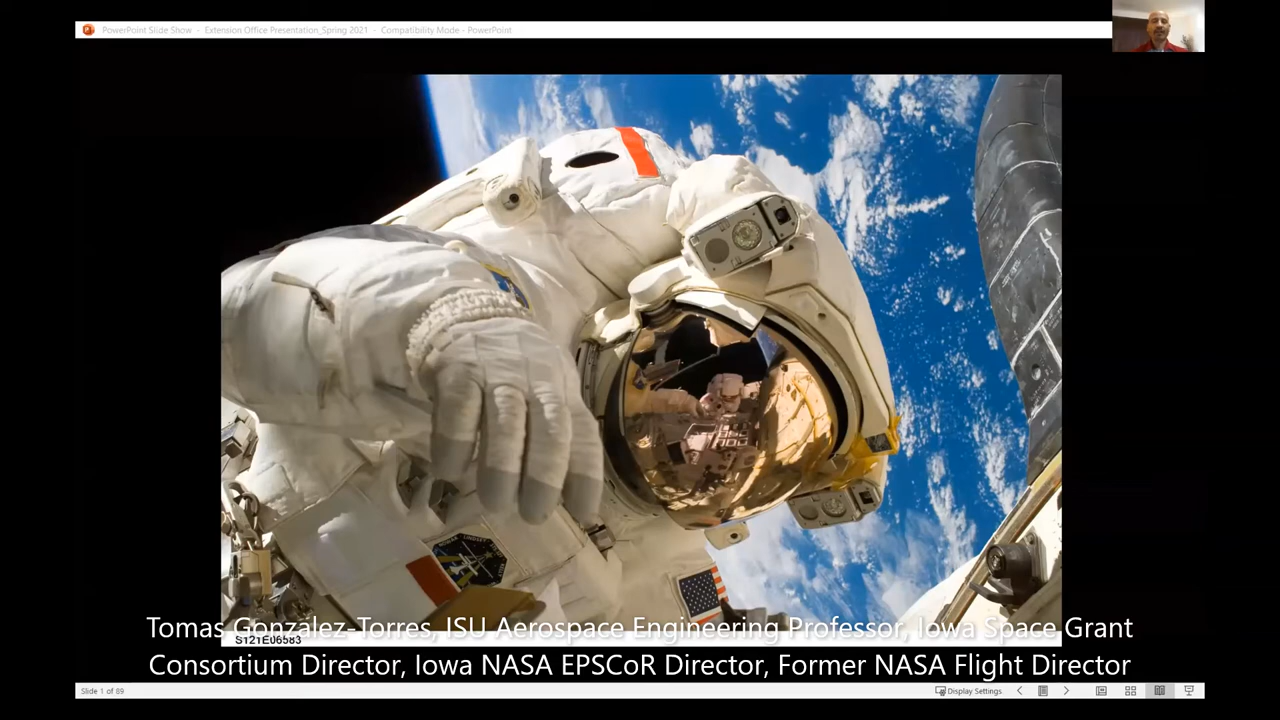 PowerPoint Slide Show - Extension Office Presentation_Spring 2021 - Compatibility Mode - PowerPoint
S121E06583
Tomas Gonzalez-Torres, ISU Aerospace Engineering Professor, Iowa Space Grant
Consortium Director, Iowa NASA EPSCoR Director, Former NASA Flight Director
Slide 1 of 89
Display Settings